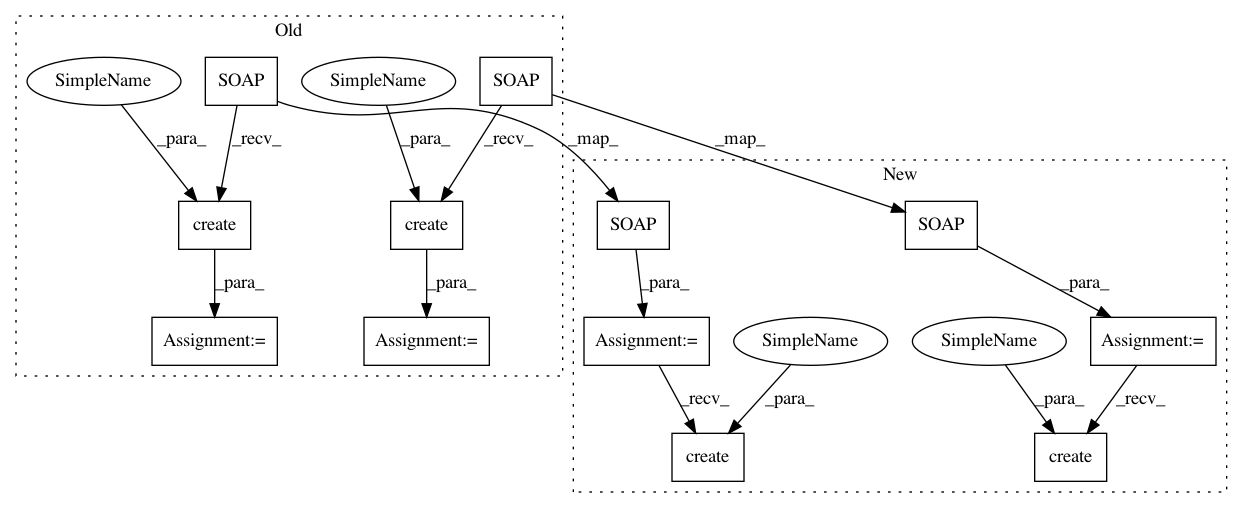 Old
SimpleName
SOAP
SimpleName
SOAP
_para_
_recv_
_para_
_recv_
_map_
_map_
New
create
create
SOAP
SOAP
_para_
_para_
_para_
_para_
Assignment:=
Assignment:=
Assignment:=
SimpleName
SimpleName
Assignment:=
_recv_
_para_
_para_
_recv_
create
create